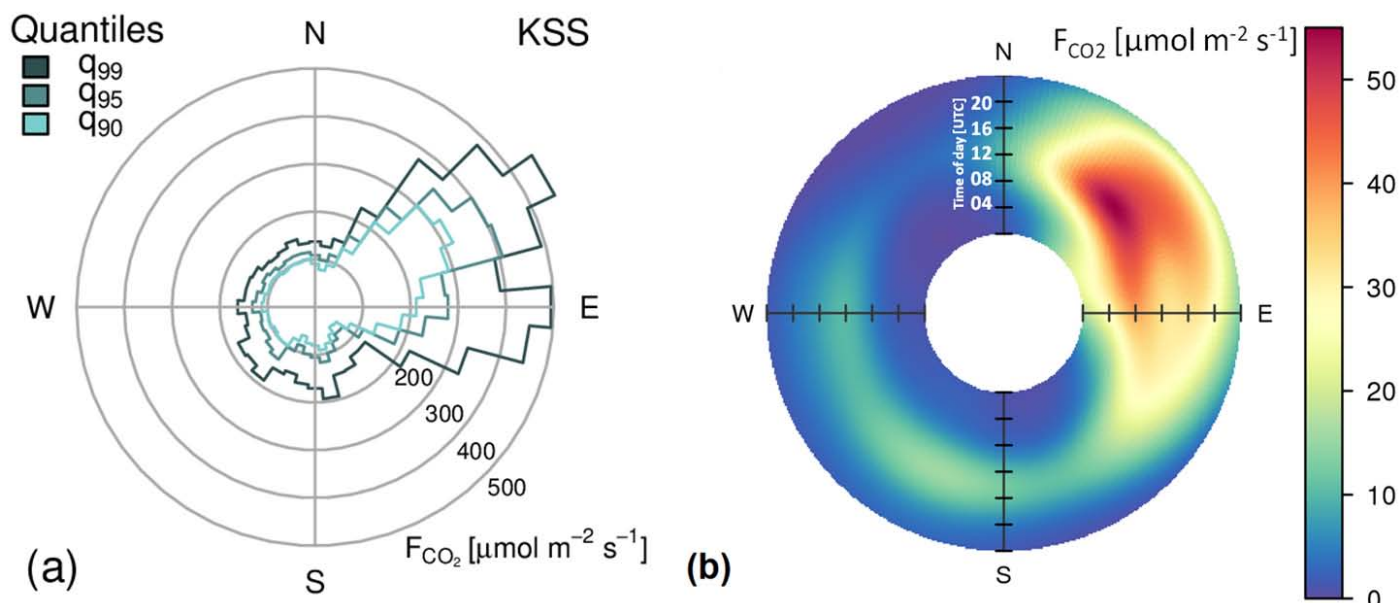 Quantiles
q99
q95
q90
KSS
N
W
E
S
200
300
400
500
FCO2 [μmol m−2 s−1]
(a)
FCO2 [μmol m-2 s-1]
N
W
E
S
Time of day [UTC]
20
16
12
08
04
50
40
30
20
10
0
(b)